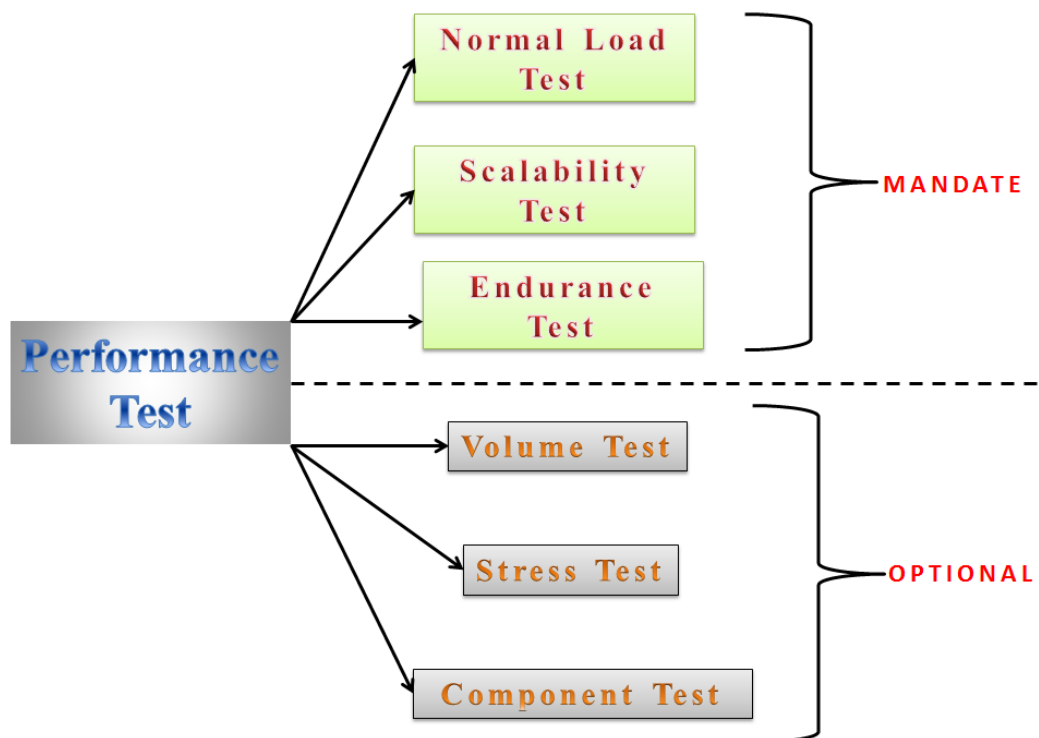 Normal Load
Test
Scalability
Test
MANDATE
Endurance
Test
Performance
Test
Volume Test
Stress Test
OPTIONAL
Component Test